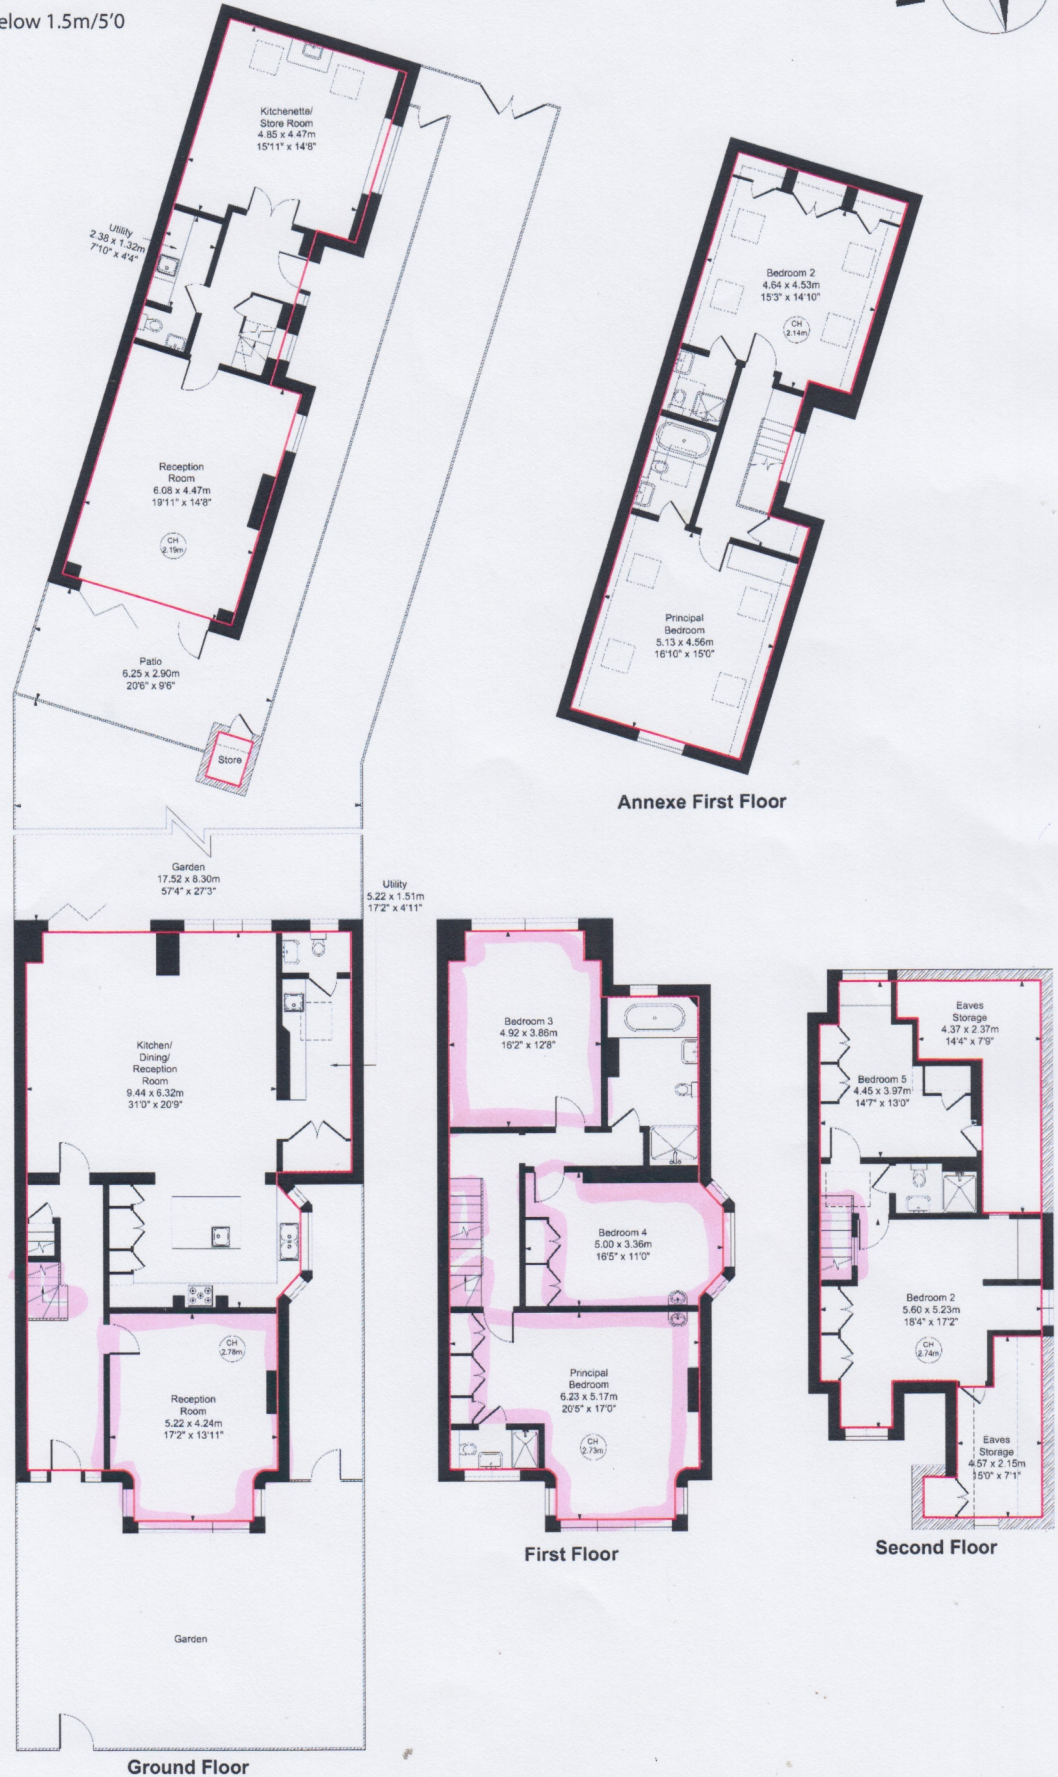 elow 1.5m/5'0
Kitchenette/
Store Room
4.85 x 4.47m
15'11" x 14'8"
Utility
2.38 x 1.32m
7'10" x 4'4"
Reception
Room
6.08 x 4.47m
19'11" x 14'8"
CH
2.19m
Patio
6.25 x 2.90m
20'6" x 9'6"
Store
Bedroom 2
4.64 x 4.53m
15'3" x 14'10"
CH
2.14m
Principal
Bedroom
5.13 x 4.56m
16'10" x 15'0"
Annexe First Floor
Garden
17.52 x 8.30m
57'4" x 27'3"
Utility
5.22 x 1.51m
17'2" x 4'11"
Kitchen/
Dining/
Reception
Room
9.44 x 6.32m
31'0" x 20'9"
CH
2.78m
Reception
Room
5.22 x 4.24m
17'2" x 13'11"
Garden
Ground Floor
Bedroom 3
4.92 x 3.86m
16'2" x 12'8"
Bedroom 4
5.00 x 3.36m
16'5" x 11'0"
Principal
Bedroom
6.23 x 5.17m
20'5" x 17'0"
CH
2.73m
First Floor
Eaves
Storage
4.37 x 2.37m
14'4" x 7'9"
Bedroom 5
4.45 x 3.97m
14'7" x 13'0"
Bedroom 2
5.60 x 5.23m
18'4" x 17'2"
CH
2.74m
Eaves
Storage
4.57 x 2.15m
15'0" x 7'1"
Second Floor